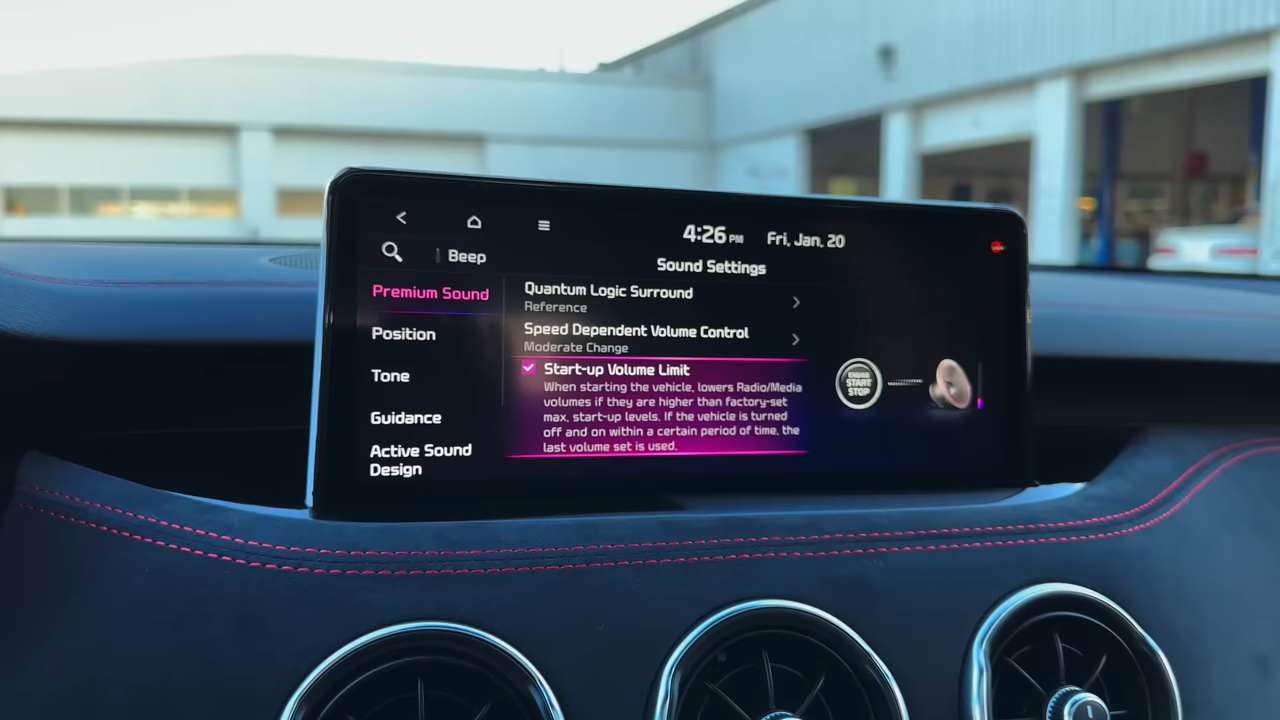 4:26 PM Fri, Jan, 20
Beep
Sound Settings
Premium Sound
Position
Tone
Guidance
Active Sound
Design
Quantum Logic Surround
Reference
Speed Dependent Volume Control
Moderate Change
Start-up Volume Limit
When starting the vehicle, lowers Radio/Media
volumes if they are higher than factory-set
max, start-up levels. If the vehicle is turned
off and on within a certain period of time, the
last volume set is used.
ENGINE
START
STOP